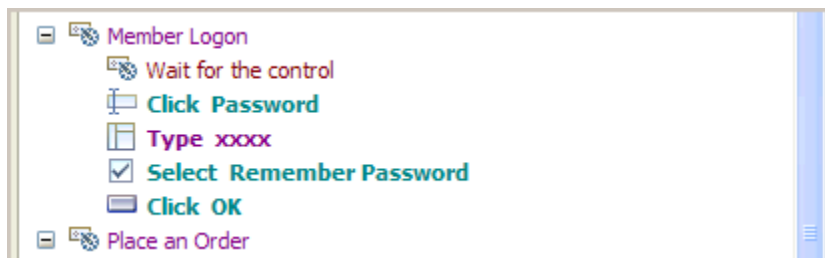 Member Logon
Wait for the control
Click Password
Type xxxx
Select Remember Password
Click OK
Place an Order